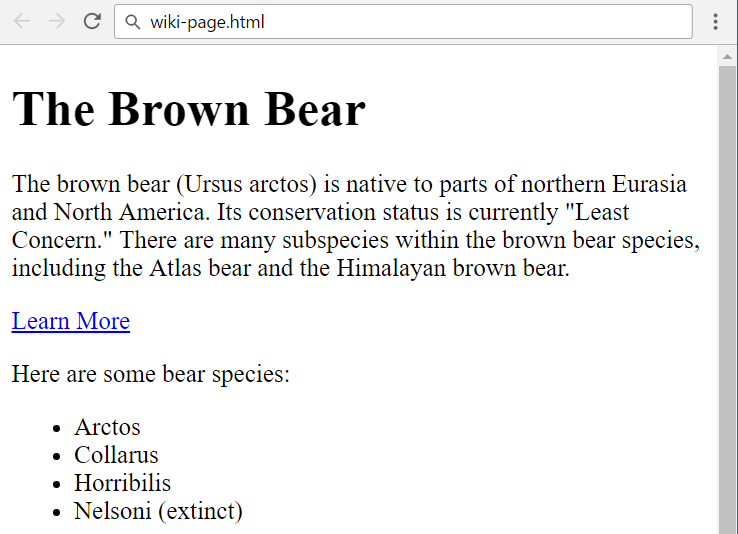 wiki-page.html
The Brown Bear
The brown bear (Ursus arctos) is native to parts of northern Eurasia
and North America. Its conservation status is currently "Least
Concern." There are many subspecies within the brown bear species,
including the Atlas bear and the Himalayan brown bear.
Learn More
Here are some bear species:
• Arctos
• Collarus
• Horribilis
• Nelsoni (extinct)